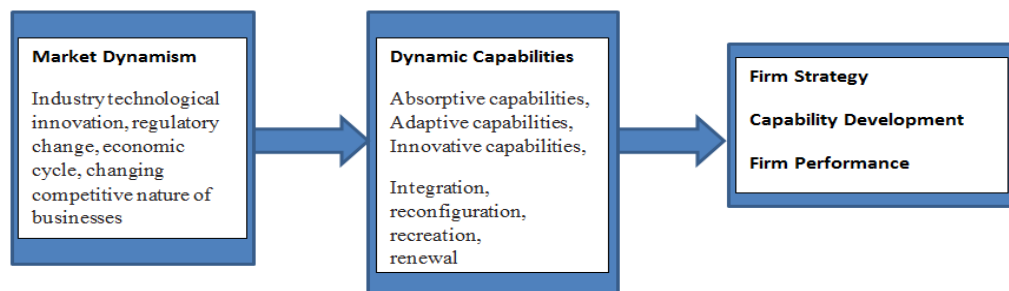 Market Dynamism
Industry technological
innovation, regulatory
change, economic
cycle, changing
competitive nature of
businesses
Dynamic Capabilities
Absorptive capabilities,
Adaptive capabilities,
Innovative capabilities,
Integration,
reconfiguration,
recreation,
renewal
Firm Strategy
Capability Development
Firm Performance